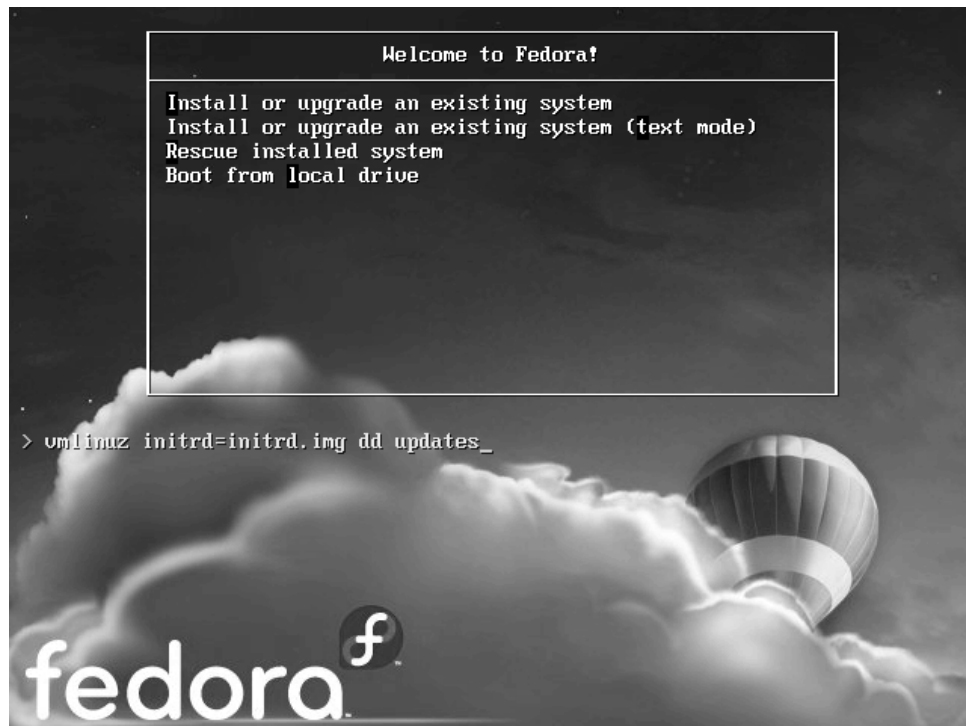 Welcome to Fedora!
Install or upgrade an existing system
Install or upgrade an existing system (text mode)
Rescue installed system
Boot from local drive
> vmlinuz initrd=initrd.img dd updates_
fedora f ™